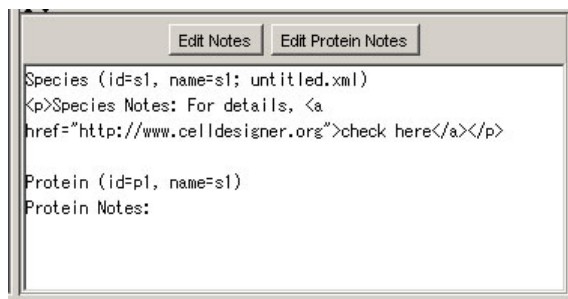 Edit Notes Edit Protein Notes
Species (id=s1, name=s1; untitled.xml)
<p>Species Notes: For details, <a
href="http://www.celldesigner.org">check here</a></p>
Protein (id=p1, name=s1)
Protein Notes: